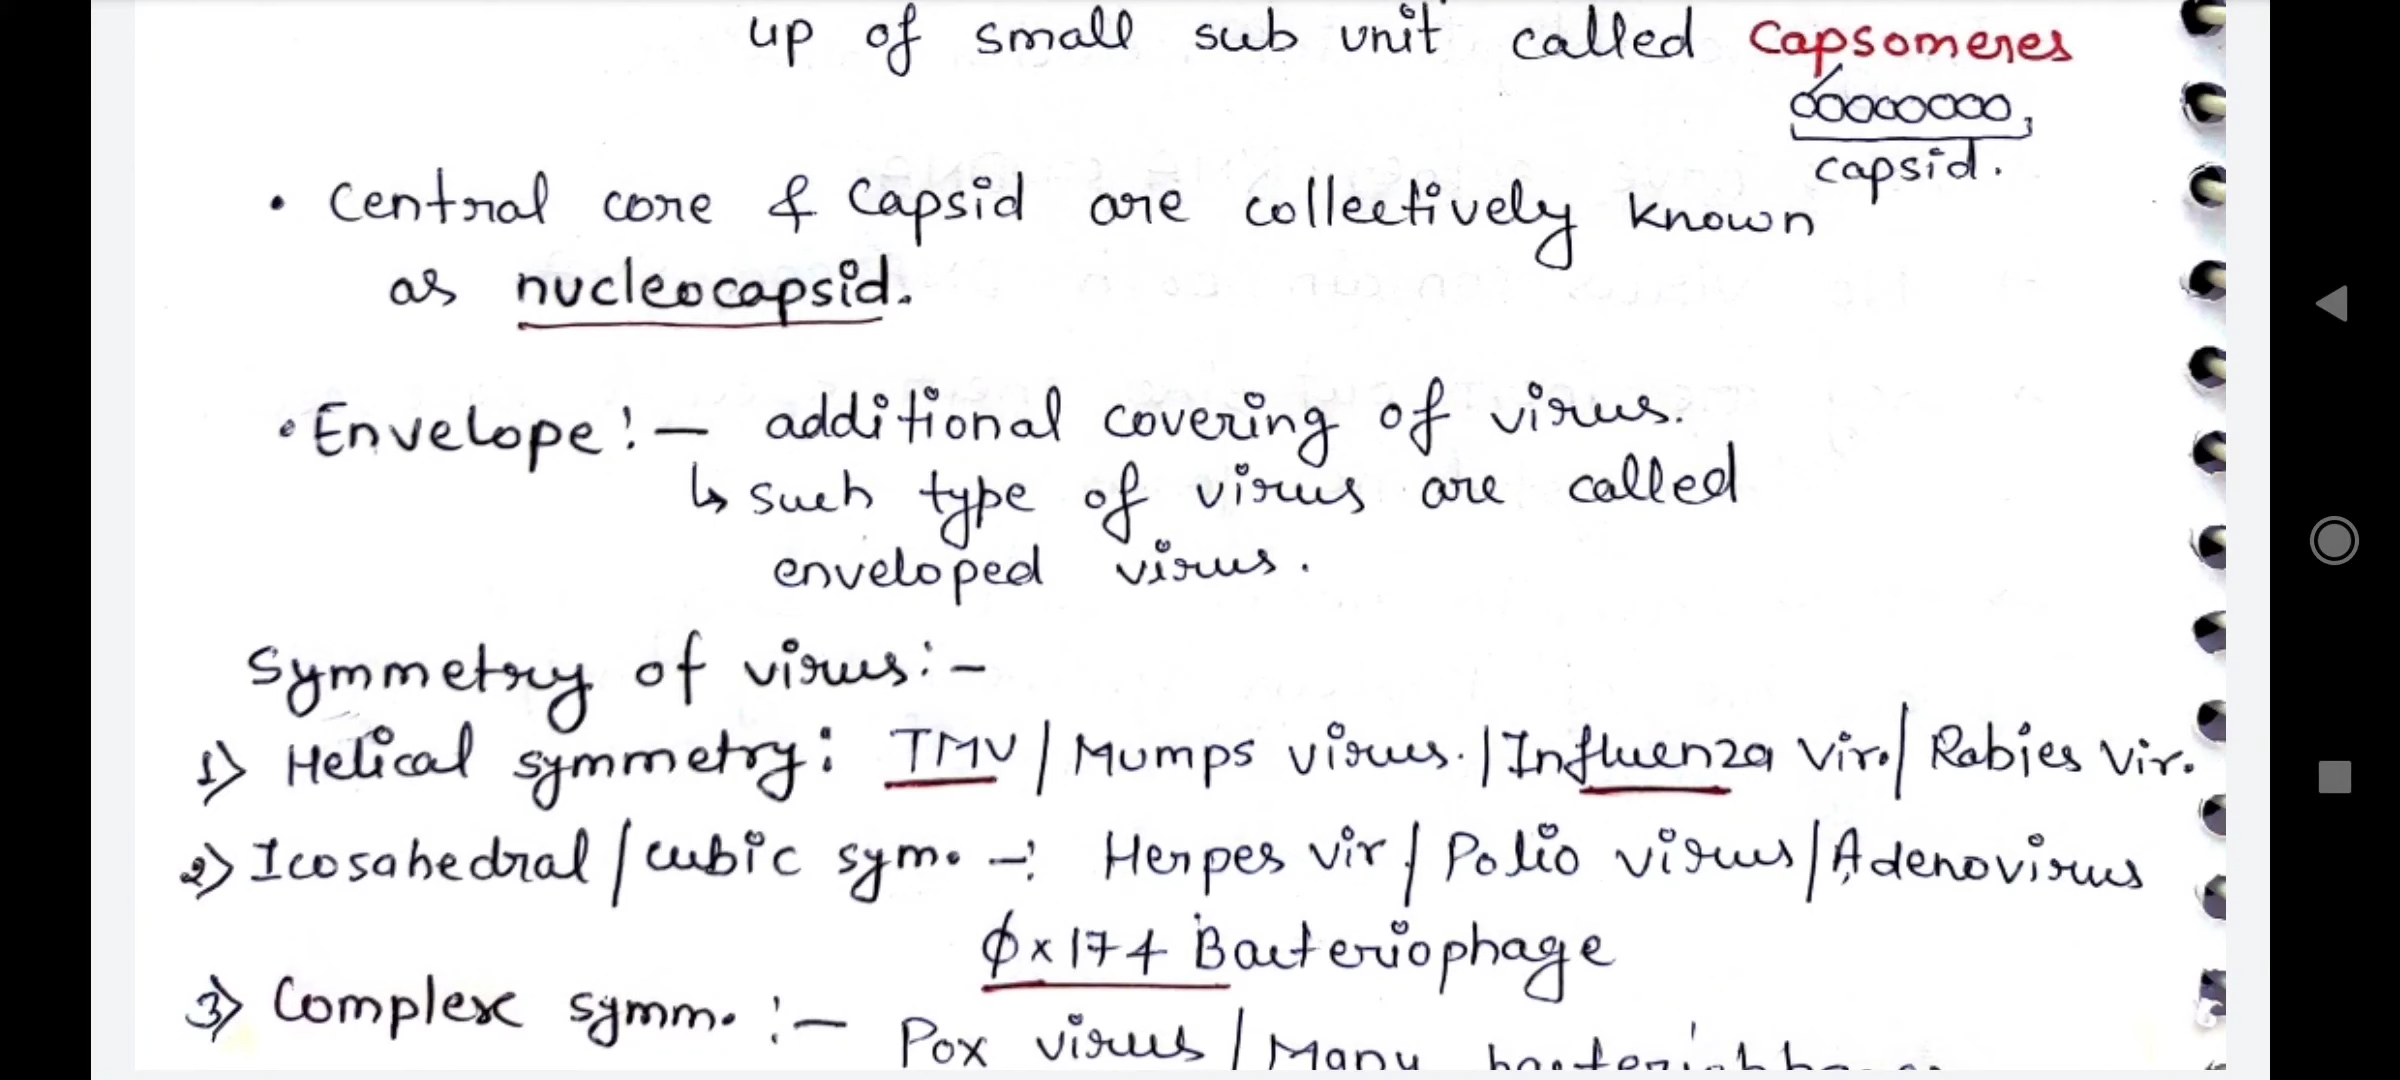 up of small sub unit called Capsomeres
capsid.
• Central core & Capsid are collectively known
as nucleocapsid.
• Envelope :- additional covering of virus.
↳ such type of virus are called
enveloped virus.
Symmetry of virus :-
1) Helical symmetry: TMV / Mumps virus. / Influenza vir. / Rabies vir.
2) Icosahedral / cubic sym. -: Herpes vir / Polio virus / Adenovirus
φx174 Bacteriophage
3) Complex symm. :-
Pox virus / Many bacteriophage